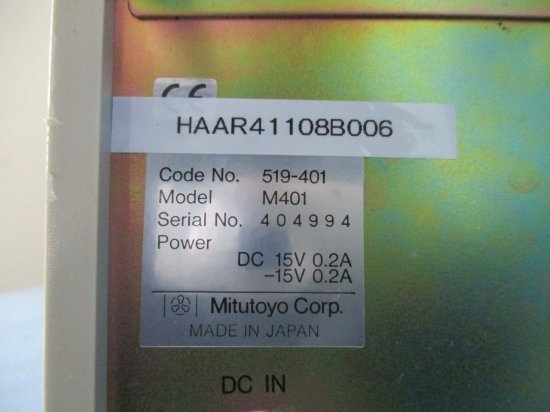 CE
HAAR41108B006
Code No. 519-401
Model M401
Serial No. 404994
Power
DC 15V 0.2A
-15V 0.2A
Mitutoyo Corp.
MADE IN JAPAN
DC IN